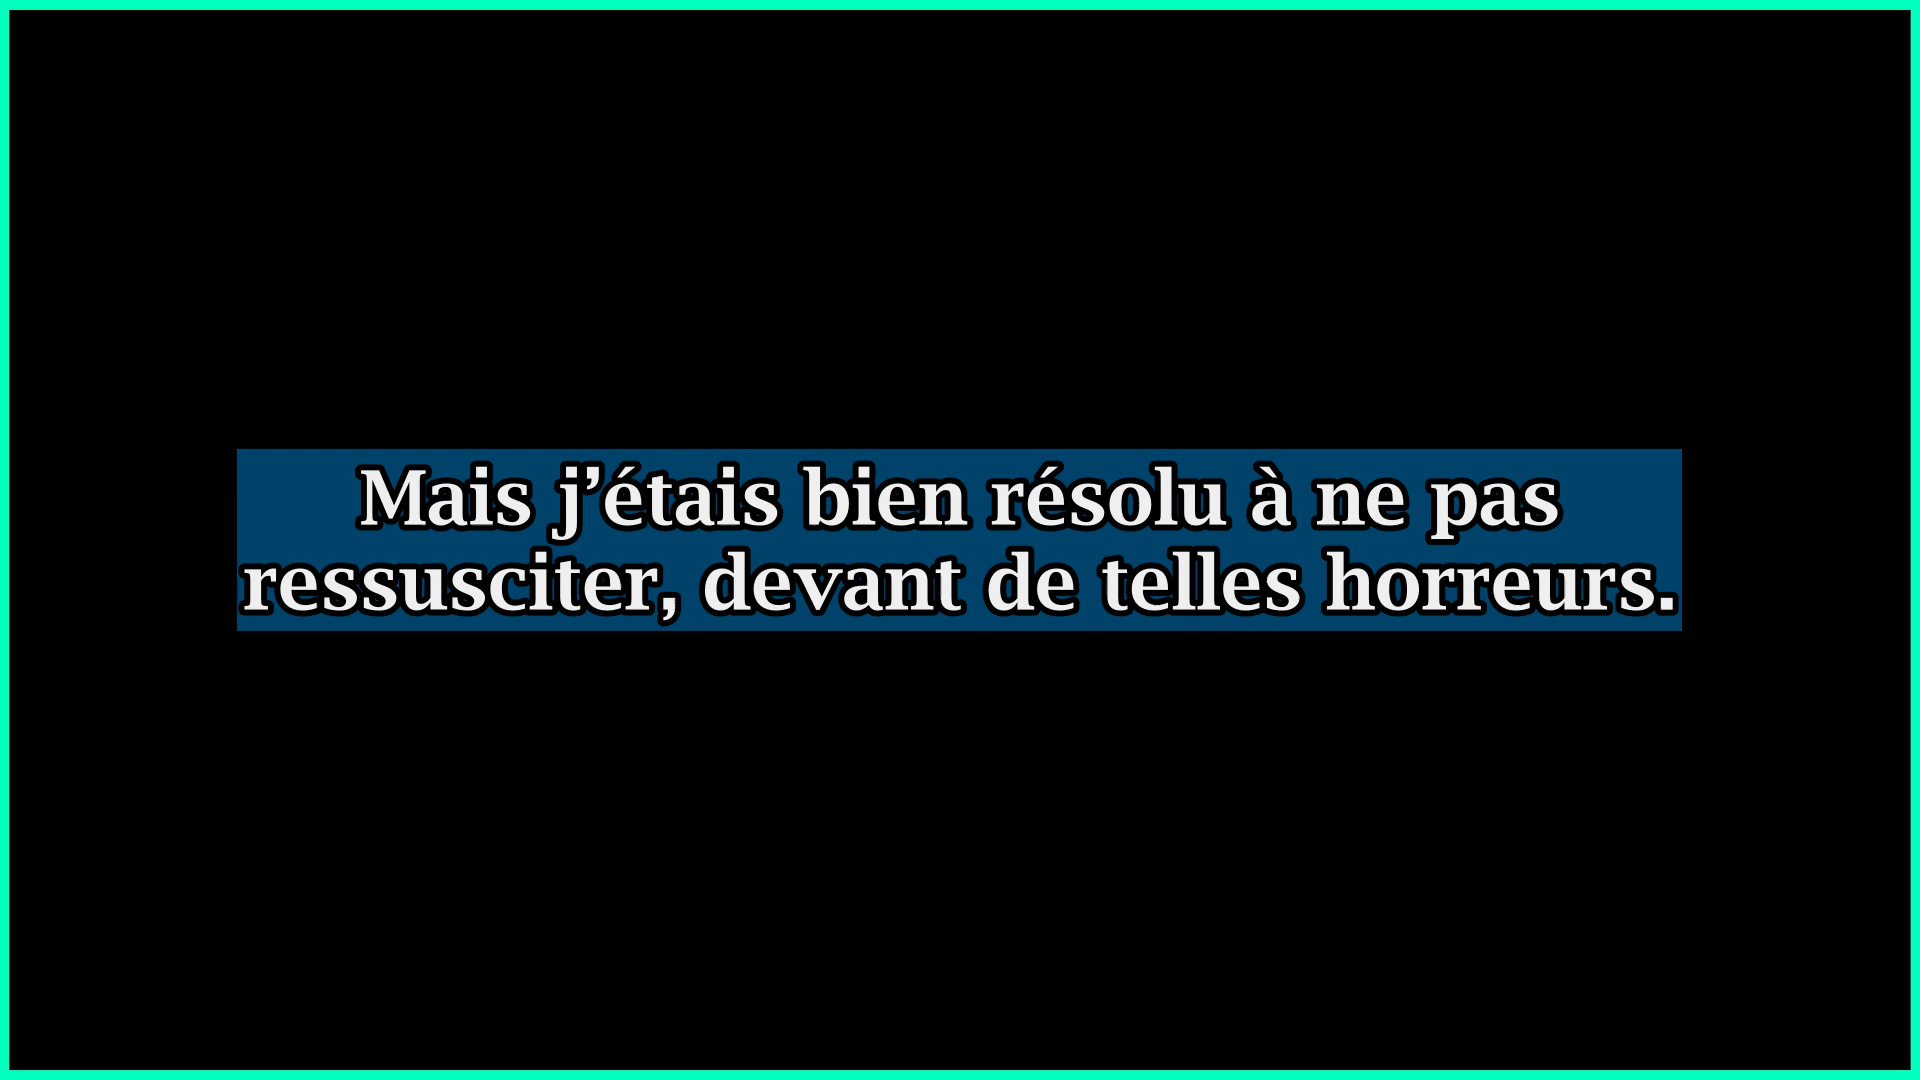 Mais j’étais bien résolu à ne pas
ressusciter, devant de telles horreurs.